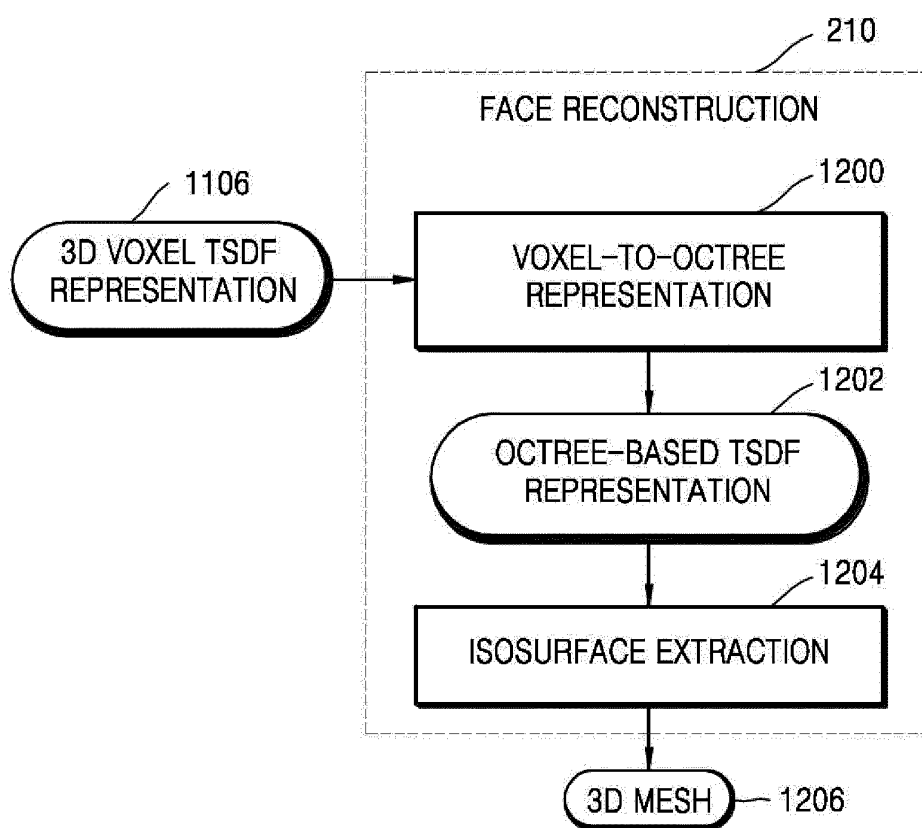 210
FACE RECONSTRUCTION
1106
1200
3D VOXEL TSDF
REPRESENTATION
VOXEL-TO-OCTREE
REPRESENTATION
1202
OCTREE-BASED TSDF
REPRESENTATION
1204
ISOSURFACE EXTRACTION
3D MESH
1206